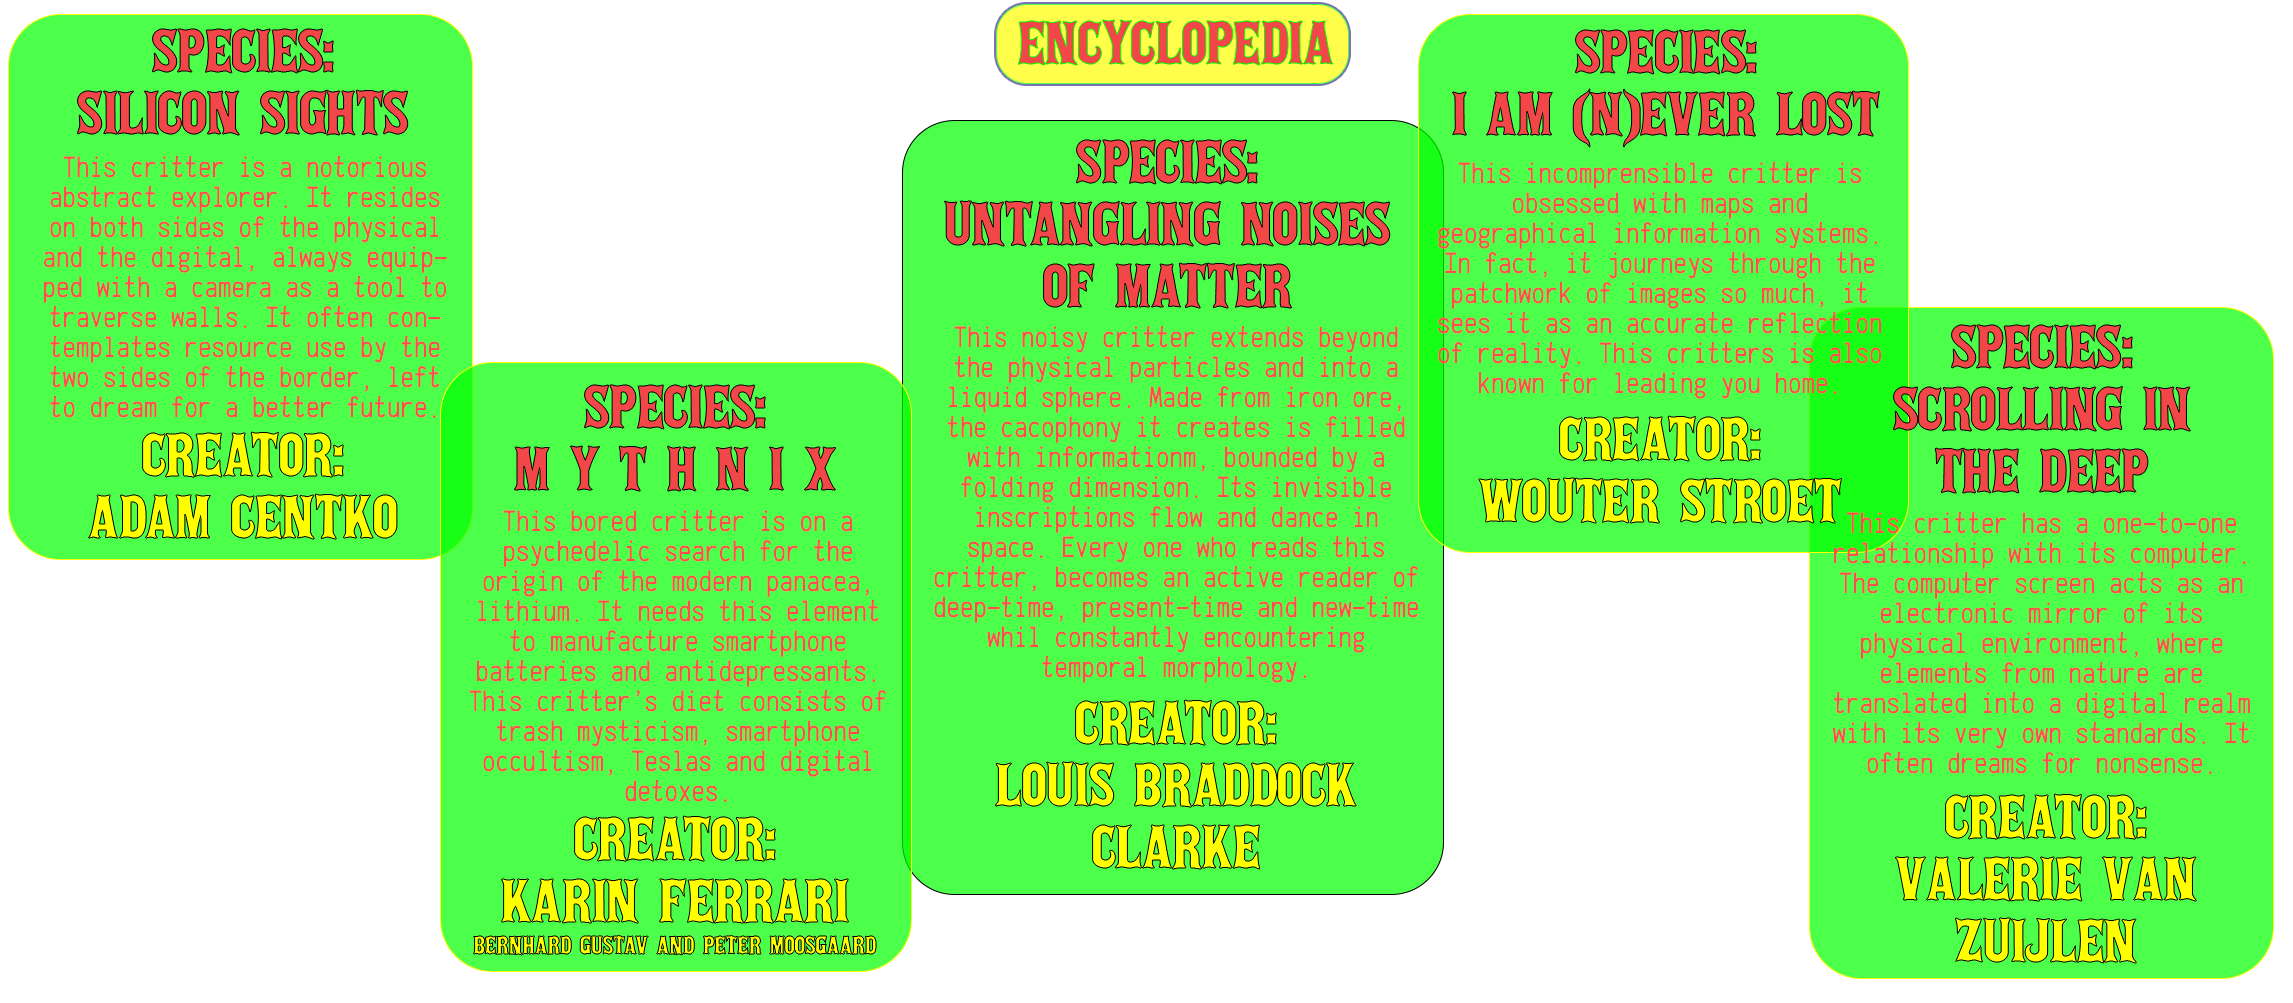 ENCYCLOPEDIA
SPECIES:
SILICON SIGHTS
This critter is a notorious
abstract explorer. It resides
on both sides of the physical
and the digital, always equip-
ped with a camera as a tool to
traverse walls. It often con-
templates resource use by the
two sides of the border, left
to dream for a better future.
CREATOR:
ADAM CENTKO
SPECIES:
M Y T H N I X
This bored critter is on a
psychedelic search for the
origin of the modern panacea,
lithium. It needs this element
to manufacture smartphone
batteries and antidepressants.
This critter's diet consists of
trash mysticism, smartphone
occultism, Teslas and digital
detoxes.
CREATOR:
KARIN FERRARI
BERNHARD GUSTAV AND PETER MOOSGAARD
SPECIES:
UNTANGLING NOISES
OF MATTER
This noisy critter extends beyond
the physical particles and into a
liquid sphere. Made from iron ore,
the cacophony it creates is filled
with informationm, bounded by a
folding dimension. Its invisible
inscriptions flow and dance in
space. Every one who reads this
critter, becomes an active reader of
deep-time, present-time and new-time
whil constantly encountering
temporal morphology.
CREATOR:
LOUIS BRADDOCK
CLARKE
SPECIES:
I AM (N)EVER LOST
This incomprensible critter is
obsessed with maps and
geographical information systems.
In fact, it journeys through the
patchwork of images so much, it
sees it as an accurate reflection
of reality. This critters is also
known for leading you home.
CREATOR:
WOUTER STROET
SPECIES:
SCROLLING IN
THE DEEP
This critter has a one-to-one
relationship with its computer.
The computer screen acts as an
electronic mirror of its
physical environment, where
elements from nature are
translated into a digital realm
with its very own standards. It
often dreams for nonsense.
CREATOR:
VALERIE VAN
ZUIJLEN